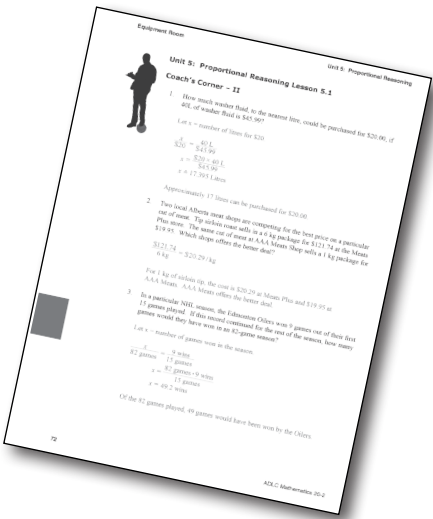 Equipment Room
Unit 5: Proportional Reasoning
Unit 5: Proportional Reasoning Lesson 5.1
Coach's Corner – II
1 How much washer fluid, to the nearest litre, could be purchased for $20.00, if
40L of washer fluid is $45.99?
Let x = number of litres for $20
x / $20 = 40 L / $45.99
x = $20 × 40 L / $45.99
x = 17.395 Litres
Approximately 17 litres can be purchased for $20.00
2 Two local Alberta meat shops are competing for the best price on a particular
cut of meat. Tip sirloin roast sells in a 6 kg package for $121.74 at the Meats
Plus store. The same cut of meat at AAA Meats Shop sells a 1 kg package for
$19.95. Which shops offers the better deal?
$121.74 / 6 kg = $20.29/kg
For 1 kg of sirloin tip, the cost is $20.29 at Meats Plus and $19.95 at
AAA Meats. AAA Meats offers the better deal.
3 In a particular NHL season, the Edmonton Oilers won 9 games out of their first
15 games played. If this record continued for the rest of the season, how many
games would they have won in an 82-game season?
Let x = number of games won in the season
x / 82 games = 9 wins / 15 games
x = 82 games × 9 wins / 15 games
x = 49.2 wins
Of the 82 games played, 49 games would have been won by the Oilers.
72
ADLC Mathematics 20-2